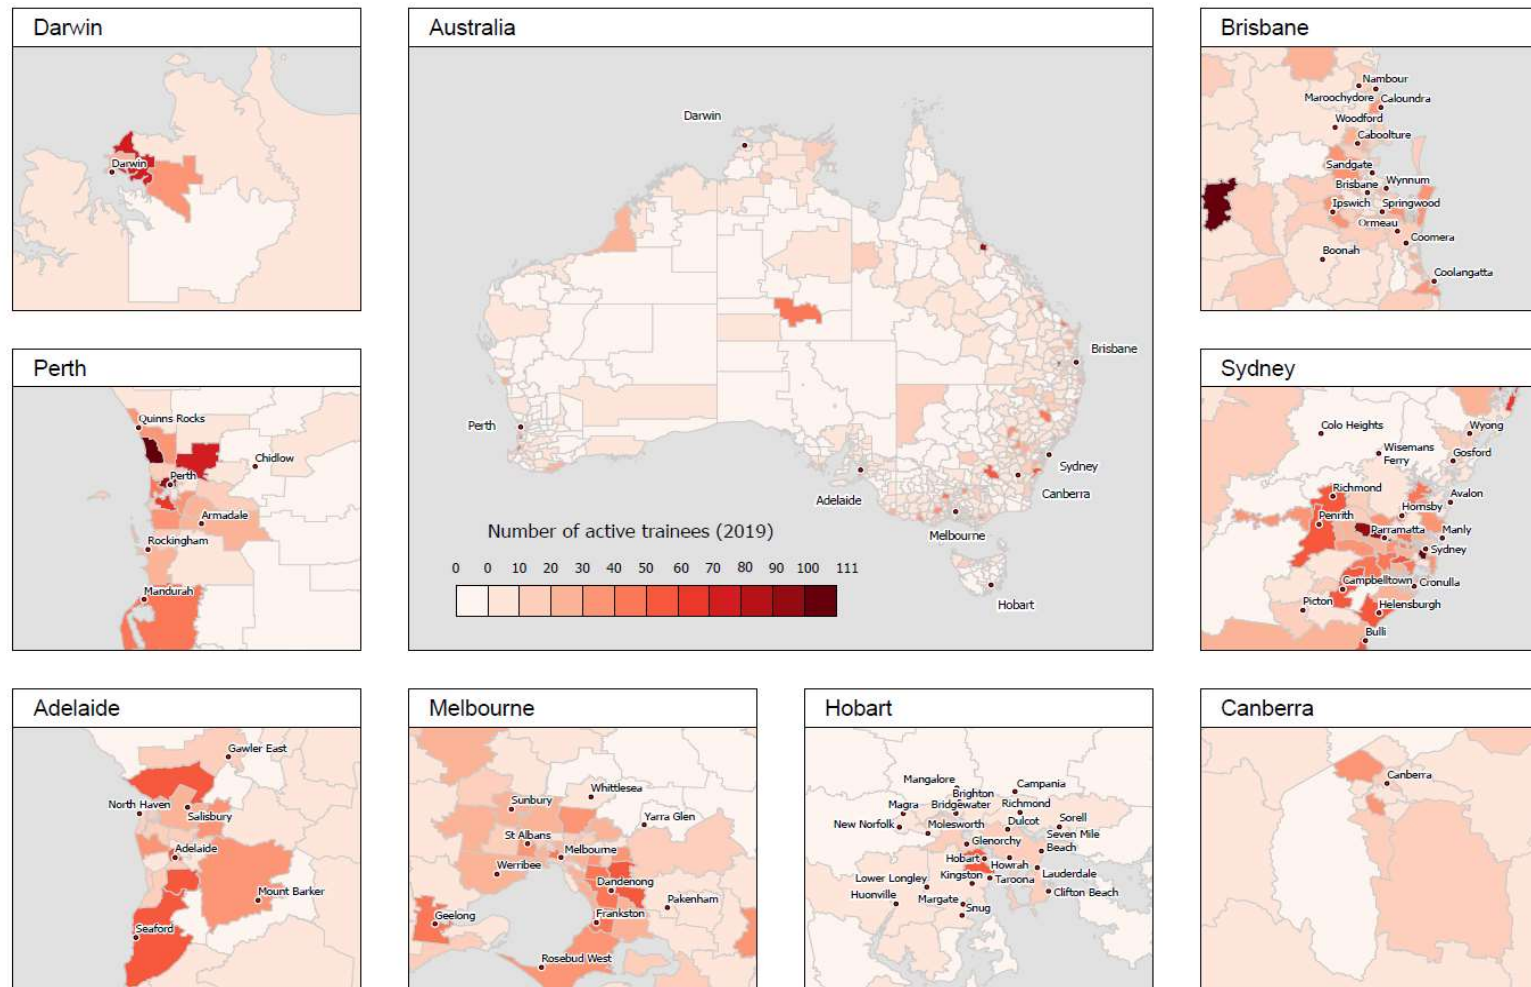 Darwin
Darwin
Australia
Darwin
Brisbane
Perth
Sydney
Adelaide
Canberra
Melbourne
Hobart
Number of active trainees (2019)
0 0 10 20 30 40 50 60 70 80 90 100 111
Brisbane
Nambour
Maroochydore
Caloundra
Woodford
Caboolture
Sandgate
Brisbane
Wynnum
Ipswich
Springwood
Ormeau
Coomera
Boonah
Coolangatta
Perth
Quinns Rocks
Chidlow
Perth
Armadale
Rockingham
Mandurah
Sydney
Colo Heights
Wyong
Wisemans
Ferry
Gosford
Richmond
Avalon
Hornsby
Penrith
Parramatta
Manly
Sydney
Campbelltown
Cronulla
Picton
Helensburgh
Bulli
Adelaide
Gawler East
North Haven
Salisbury
Adelaide
Mount Barker
Seaford
Melbourne
Whittlesea
Sunbury
Yarra Glen
St Albans
Melbourne
Werribee
Dandenong
Pakenham
Geelong
Frankston
Rosebud West
Hobart
Mangalore
Campania
Brighton
Magra
Bridgewater
Richmond
New Norfolk
Molesworth
Dulcot
Sorell
Seven Mile
Beach
Glenorchy
Hobart
Howrah
Lauderdale
Lower Longley
Kingston
Taroona
Huonville
Margate
Clifton Beach
Snug
Canberra
Canberra